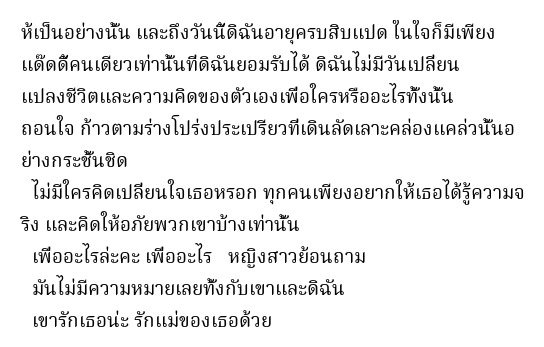 ห้เป็นอย่างนั้น และถึงวันนี้ดิฉันอายุครบสิบแปด ในใจก็มีเพียง
แด๊ดดี้คนเดียวเท่านั้นที่ดิฉันยอมรับได้ ดิฉันไม่มีวันเปลี่ยน
แปลงชีวิตและความคิดของตัวเองเพื่อใครหรืออะไรทั้งนั้น
ถอนใจ ก้าวตามร่างโปร่งประเปรียวที่เดินลัดเลาะคล่องแคล่วนั้นอ
ย่างกระชั้นชิด
ไม่มีใครคิดเปลี่ยนใจเธอหรอก ทุกคนเพียงอยากให้เธอได้รู้ความจ
ริง และคิดให้อภัยพวกเขาบ้างเท่านั้น
เพื่ออะไรล่ะคะ เพื่ออะไร หญิงสาวย้อนถาม
มันไม่มีความหมายเลยทั้งกับเขาและดิฉัน
เขารักเธอน่ะ รักแม่ของเธอด้วย